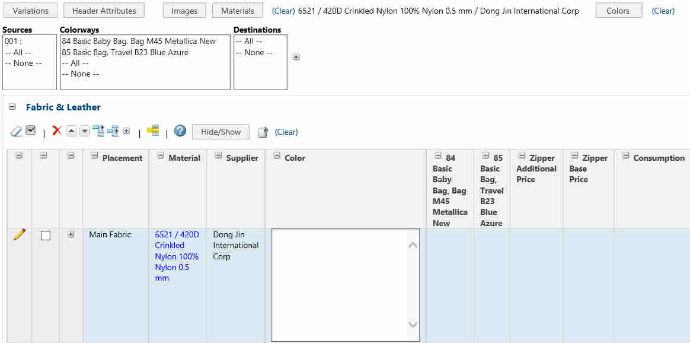 Variations Header Attributes Images Materials (Clear) 6521 / 420D Crinkled Nylon 100% Nylon 0.5 mm / Dong Jin International Corp Colors (Clear)
Sources Colorways Destinations
001 : 84 Basic Baby Bag, Bag M45 Metallica New -- All --
-- All -- 85 Basic Bag, Travel B23 Blue Azure -- None --
-- None -- -- All --
-- None --
Fabric & Leather
Hide/Show (Clear)
Placement Material Supplier Color 84 85 Zipper Zipper Consumption
Basic Basic Additional Base
Baby Bag, Price Price
Bag, Bag Travel
M45 B23
Metallica Blue
New Azure
Main Fabric 6521 / 420D Dong Jin
Crinkled International
Nylon 100% Corp
Nylon 0.5
mm